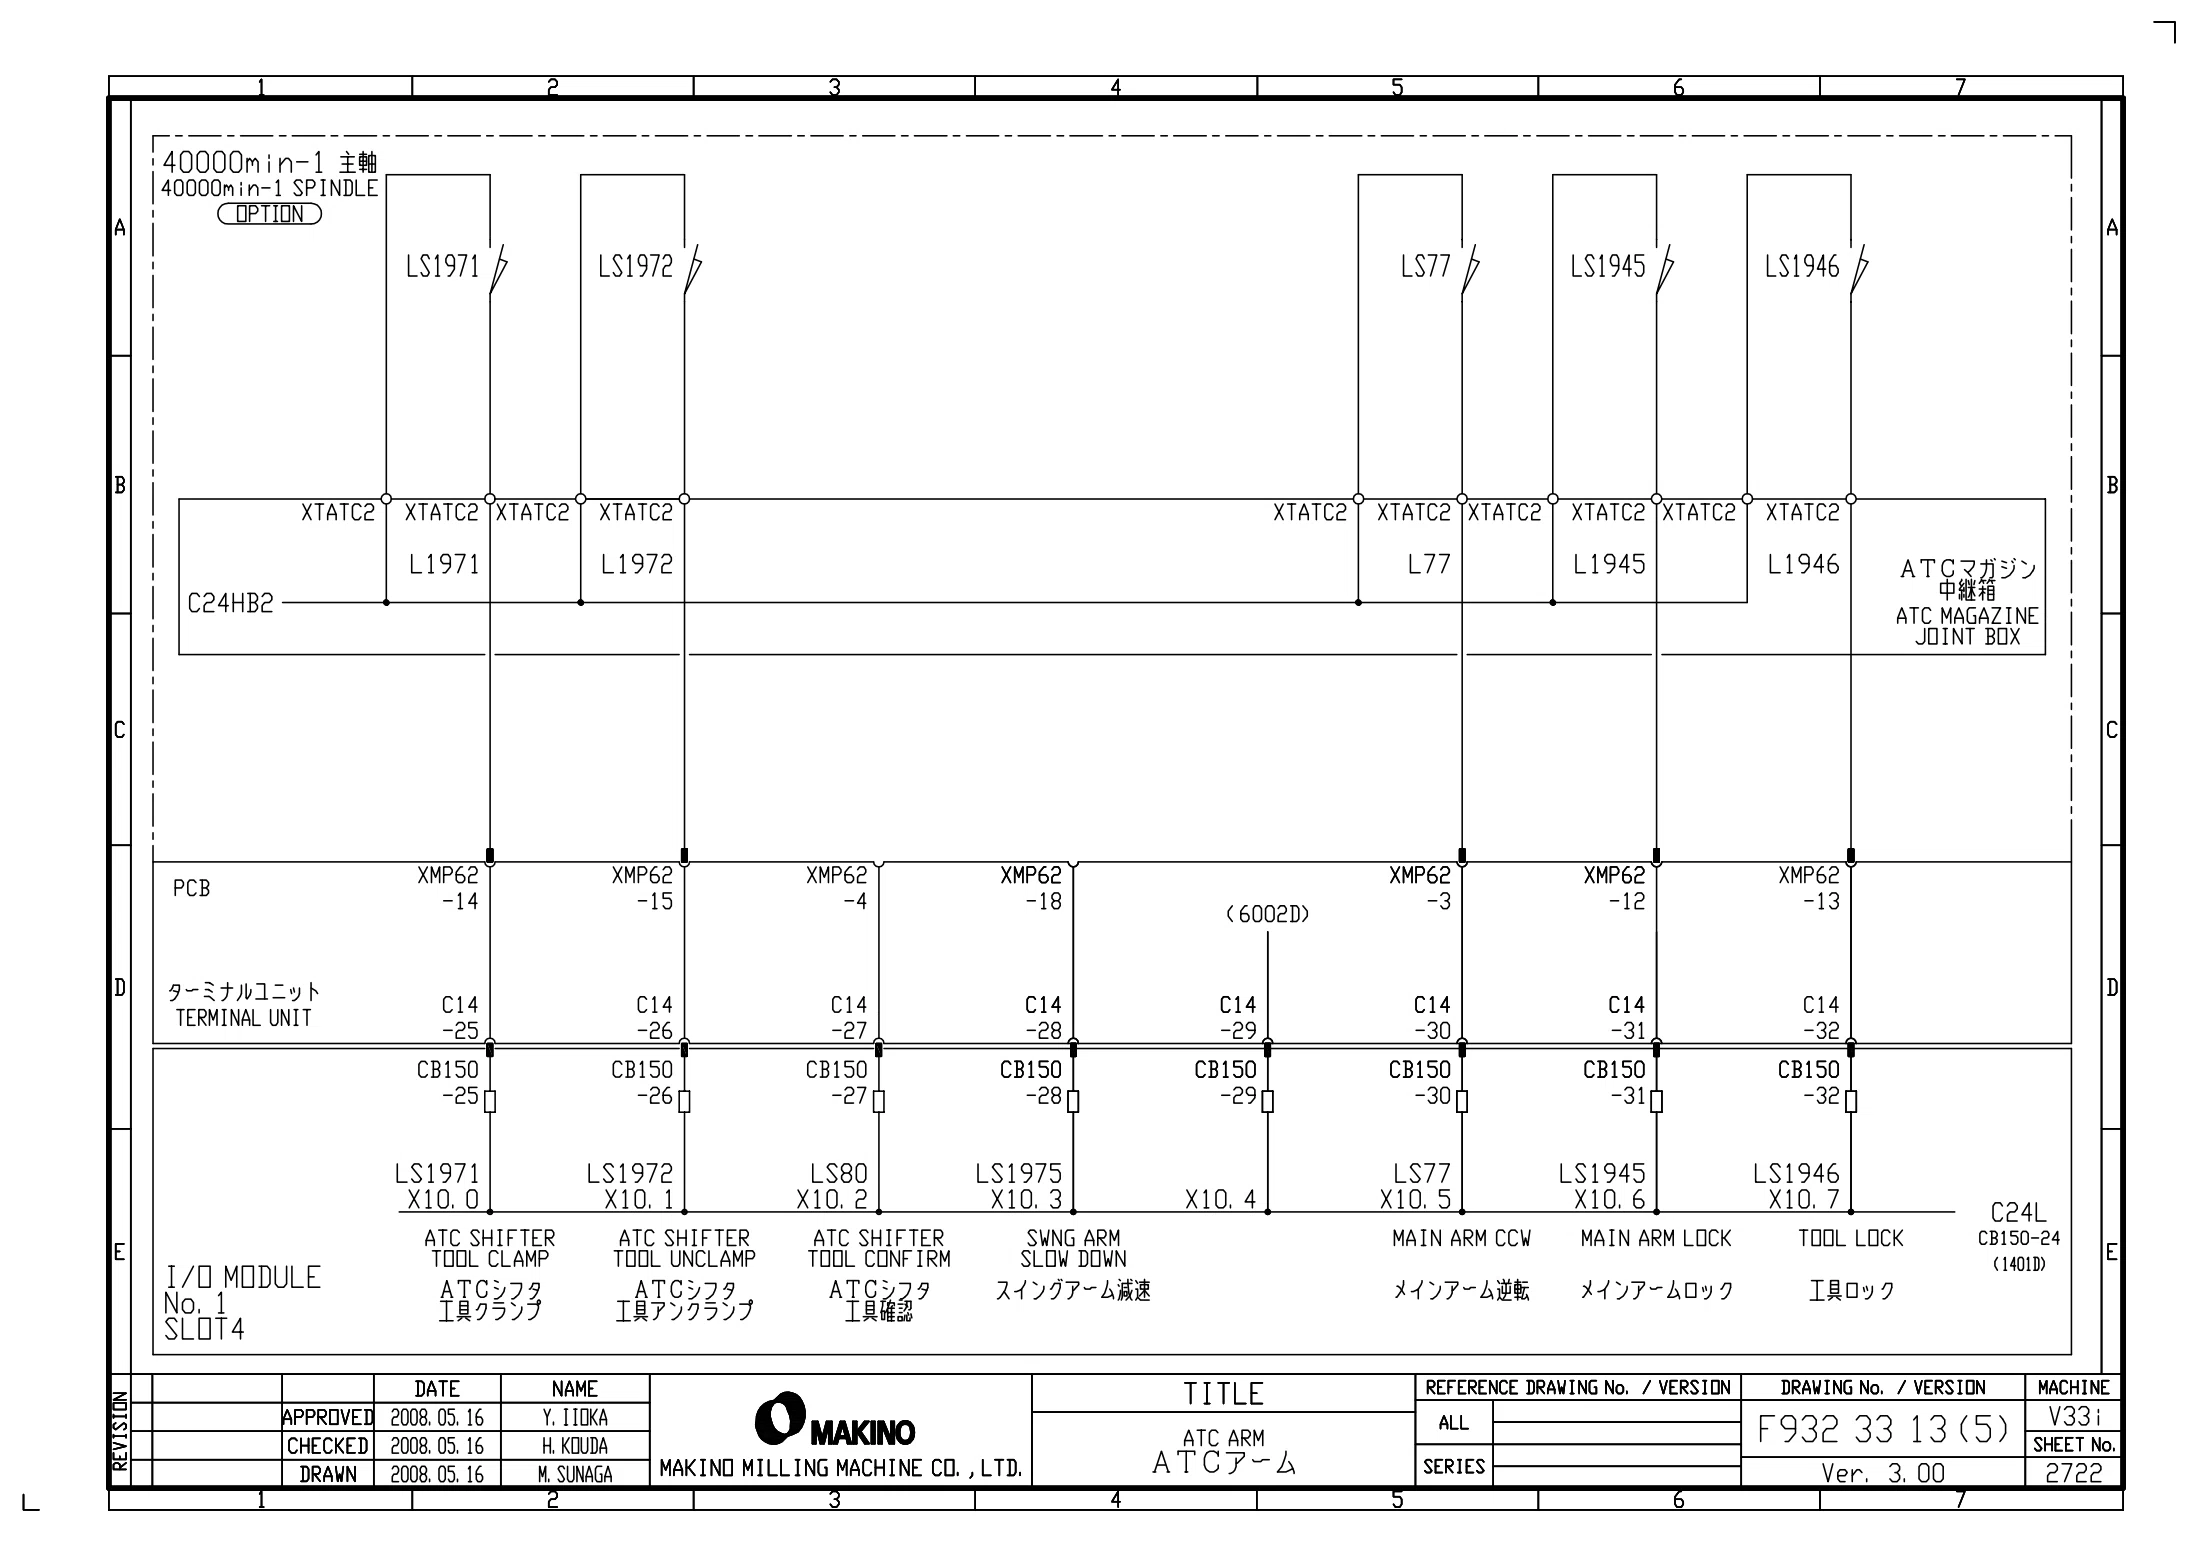 1 2 3 4 5 6 7
40000min-1 主軸
40000min-1 SPINDLE
OPTION
A A
LS1971 LS1972 LS77 LS1945 LS1946
B B
XTATC2 XTATC2 XTATC2 XTATC2 XTATC2 XTATC2 XTATC2 XTATC2 XTATC2 XTATC2
L1971 L1972 L77 L1945 L1946
ATCマガジン
中継箱
C24HB2
ATC MAGAZINE
JOINT BOX
C C
PCB
XMP62 XMP62 XMP62 XMP62 XMP62 XMP62 XMP62
-14 -15 -4 -18 -3 -12 -13
(6002D)
D D
ターミナルユニット
TERMINAL UNIT
C14 C14 C14 C14 C14 C14 C14 C14
-25 -26 -27 -28 -29 -30 -31 -32
CB150 CB150 CB150 CB150 CB150 CB150 CB150 CB150
-25 -26 -27 -28 -29 -30 -31 -32
LS1971 LS1972 LS80 LS1975 LS77 LS1945 LS1946
X10.0 X10.1 X10.2 X10.3 X10.4 X10.5 X10.6 X10.7
C24L
CB150-24
(1401D)
E E
ATC SHIFTER ATC SHIFTER ATC SHIFTER SWNG ARM MAIN ARM CCW MAIN ARM LOCK TOOL LOCK
TOOL CLAMP TOOL UNCLAMP TOOL CONFIRM SLOW DOWN
ATCシフタ ATCシフタ ATCシフタ スイングアーム減速 メインアーム逆転 メインアームロック 工具ロック
工具クランプ 工具アンクランプ 工具確認
I/O MODULE
No.1
SLOT4
REVISION
DATE NAME
APPROVED 2008.05.16 Y.IIOKA
CHECKED 2008.05.16 H.KOUDA
DRAWN 2008.05.16 M.SUNAGA
MAKINO
MAKINO MILLING MACHINE CO.,LTD.
TITLE
ATC ARM
ATCアーム
REFERENCE DRAWING No. / VERSION
ALL
SERIES
DRAWING No. / VERSION
F932 33 13(5)
Ver. 3.00
MACHINE
V33i
SHEET No.
2722
1 2 3 4 5 6 7